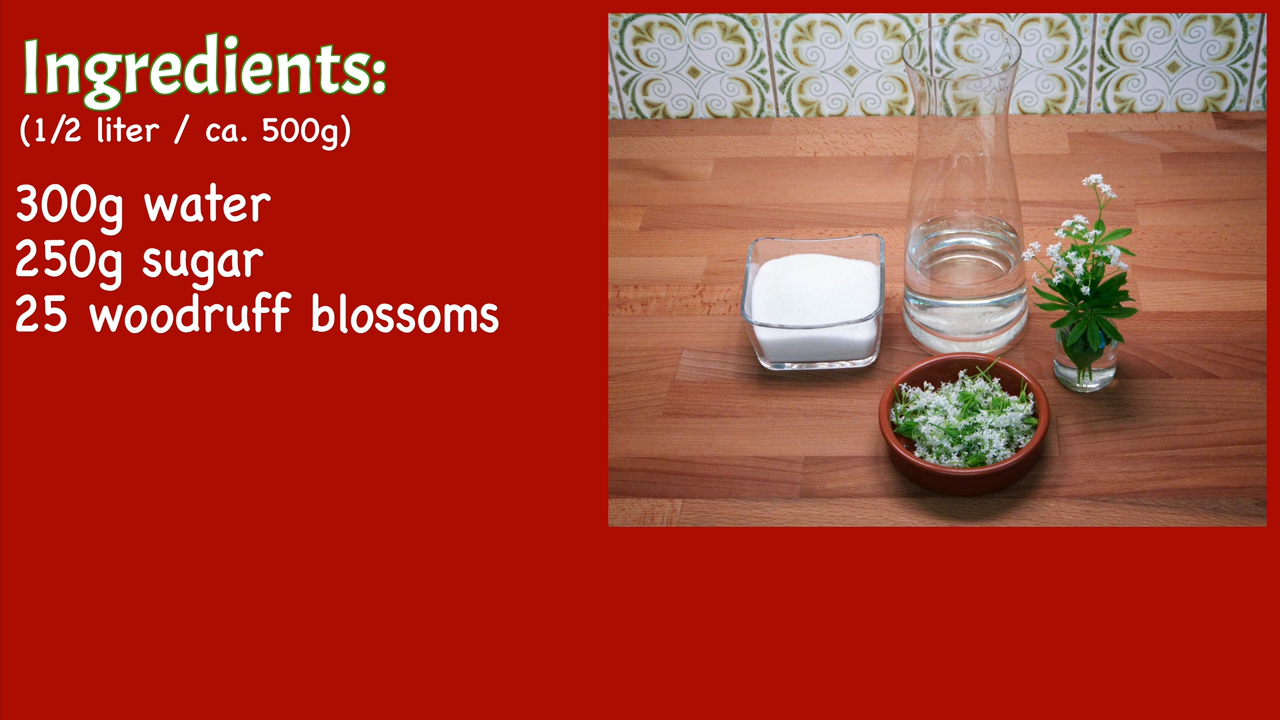 Ingredients:
(1/2 liter / ca. 500g)
300g water
250g sugar
25 woodruff blossoms